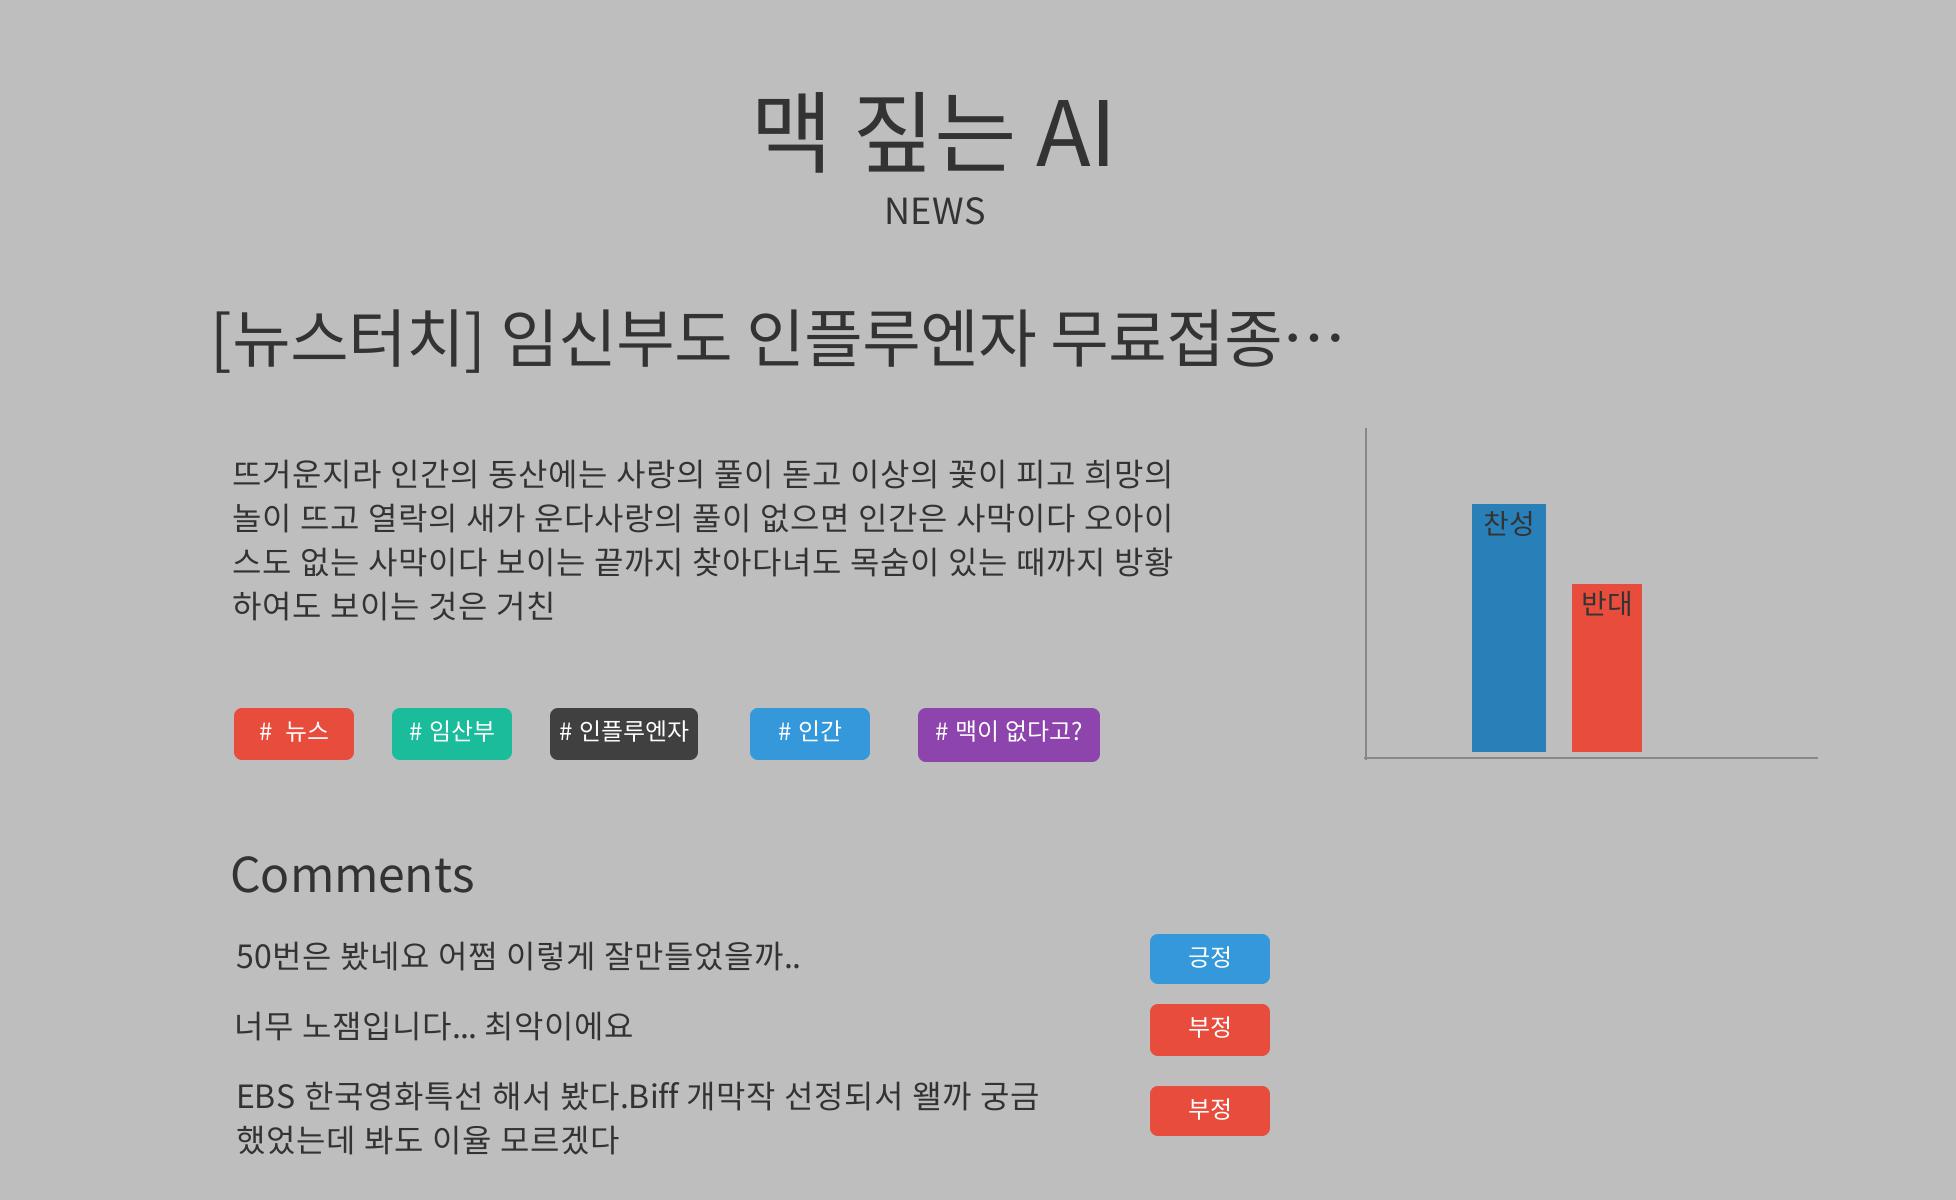 맥 짚는 AI
NEWS
[뉴스터치] 임신부도 인플루엔자 무료접종…
뜨거운지라 인간의 동산에는 사랑의 풀이 돋고 이상의 꽃이 피고 희망의
놀이 뜨고 열락의 새가 운다사랑의 풀이 없으면 인간은 사막이다 오아이
스도 없는 사막이다 보이는 끝까지 찾아다녀도 목숨이 있는 때까지 방황
하여도 보이는 것은 거친
찬성
반대
# 뉴스
# 임산부
# 인플루엔자
# 인간
# 맥이 없다고?
Comments
50번은 봤네요 어쩜 이렇게 잘만들었을까..
긍정
너무 노잼입니다... 최악이에요
부정
EBS 한국영화특선 해서 봤다.Biff 개막작 선정되서 왤까 궁금
했었는데 봐도 이율 모르겠다
부정